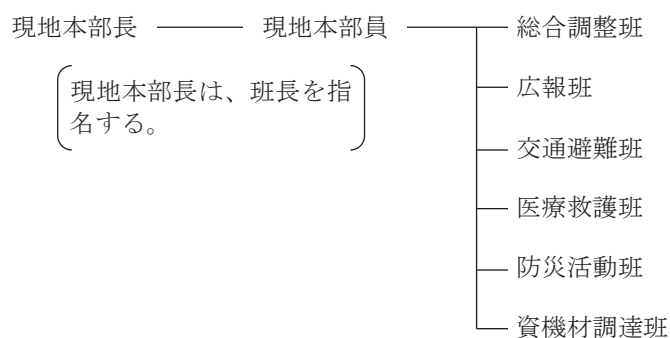 現地本部長 現地本部員 総合調整班
現地本部長は、班長を指
名する。
広報班
交通避難班
医療救護班
防災活動班
資機材調達班